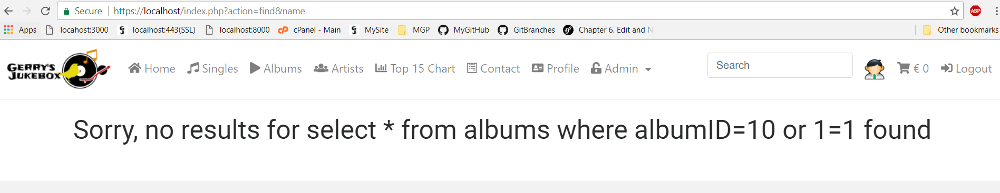 Secure https://localhost/index.php?action=find&name ABP
Apps locahost:3000 localhost:443(SSL) localhost:8000 cPanel - Main MySite MGP MyGitHub GitBranches Chapter 6. Edit and N Other bookmarks
GERRY'S JUKEBOX Home Singles Albums Artists Top 15 Chart Contact Profile Admin Search € 0 Logout
Sorry, no results for select * from albums where albumID=10 or 1=1 found